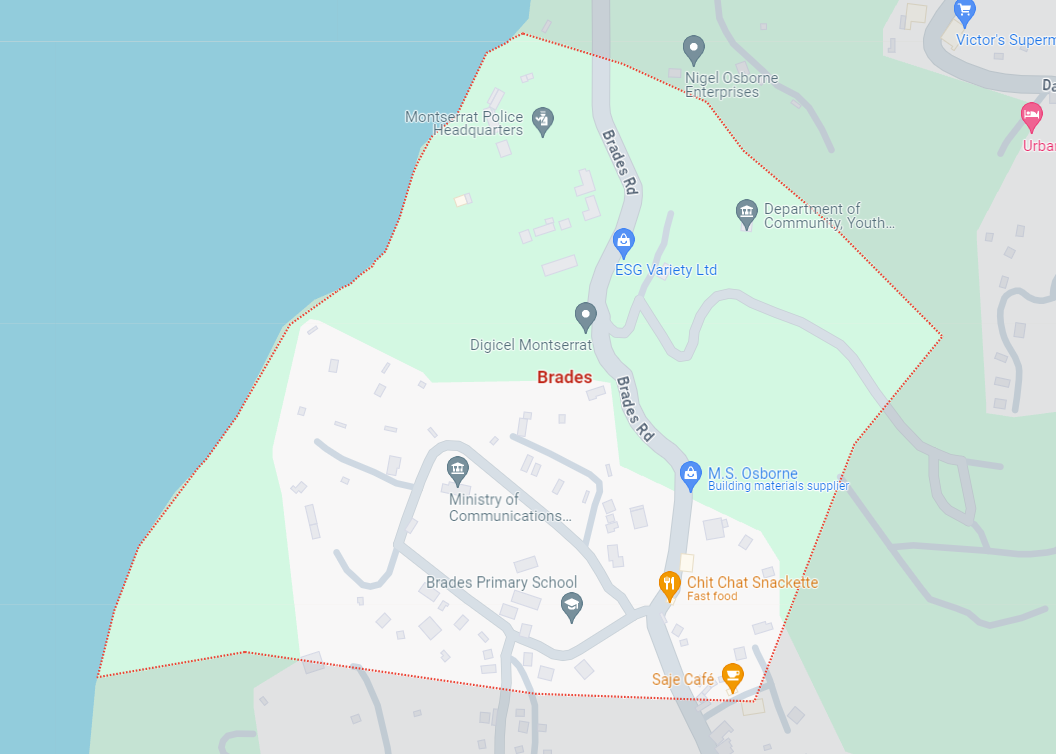 Victor's Superm
Nigel Osborne
Enterprises
Da
Montserrat Police
Headquarters
Urba
Brades Rd
Department of
Community, Youth...
ESG Variety Ltd
Digicel Montserrat
Brades
Brades Rd
M.S. Osborne
Building materials supplier
Ministry of
Communications...
Brades Primary School
Chit Chat Snackette
Fast food
Saje Café